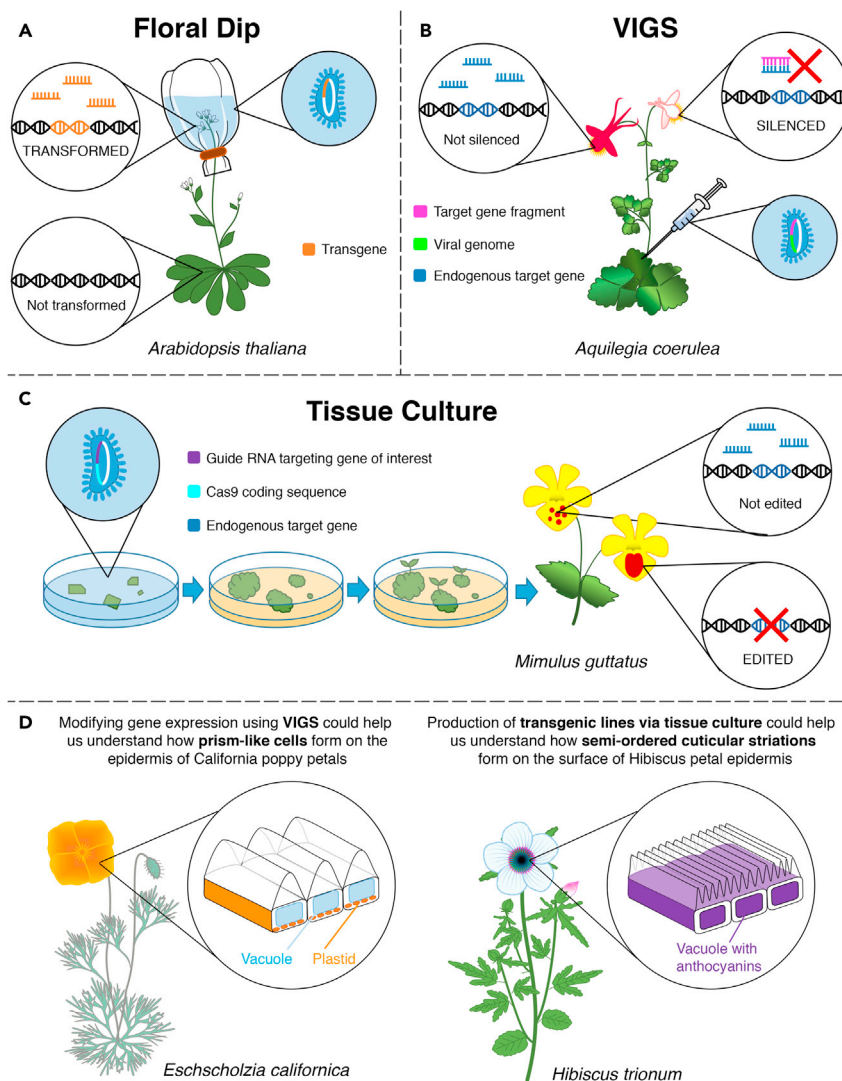 A
Floral Dip
TRANSFORMED
Not transformed
Transgene
Arabidopsis thaliana
B
VIGS
Not silenced
SILENCED
Target gene fragment
Viral genome
Endogenous target gene
Aquilegia coerulea
C
Tissue Culture
Guide RNA targeting gene of interest
Cas9 coding sequence
Endogenous target gene
Not edited
EDITED
Mimulus guttatus
D
Modifying gene expression using VIGS could help
us understand how prism-like cells form on the
epidermis of California poppy petals
Vacuole
Plastid
Eschscholzia californica
Production of transgenic lines via tissue culture could help
us understand how semi-ordered cuticular striations
form on the surface of Hibiscus petal epidermis
Vacuole with
anthocyanins
Hibiscus trionum